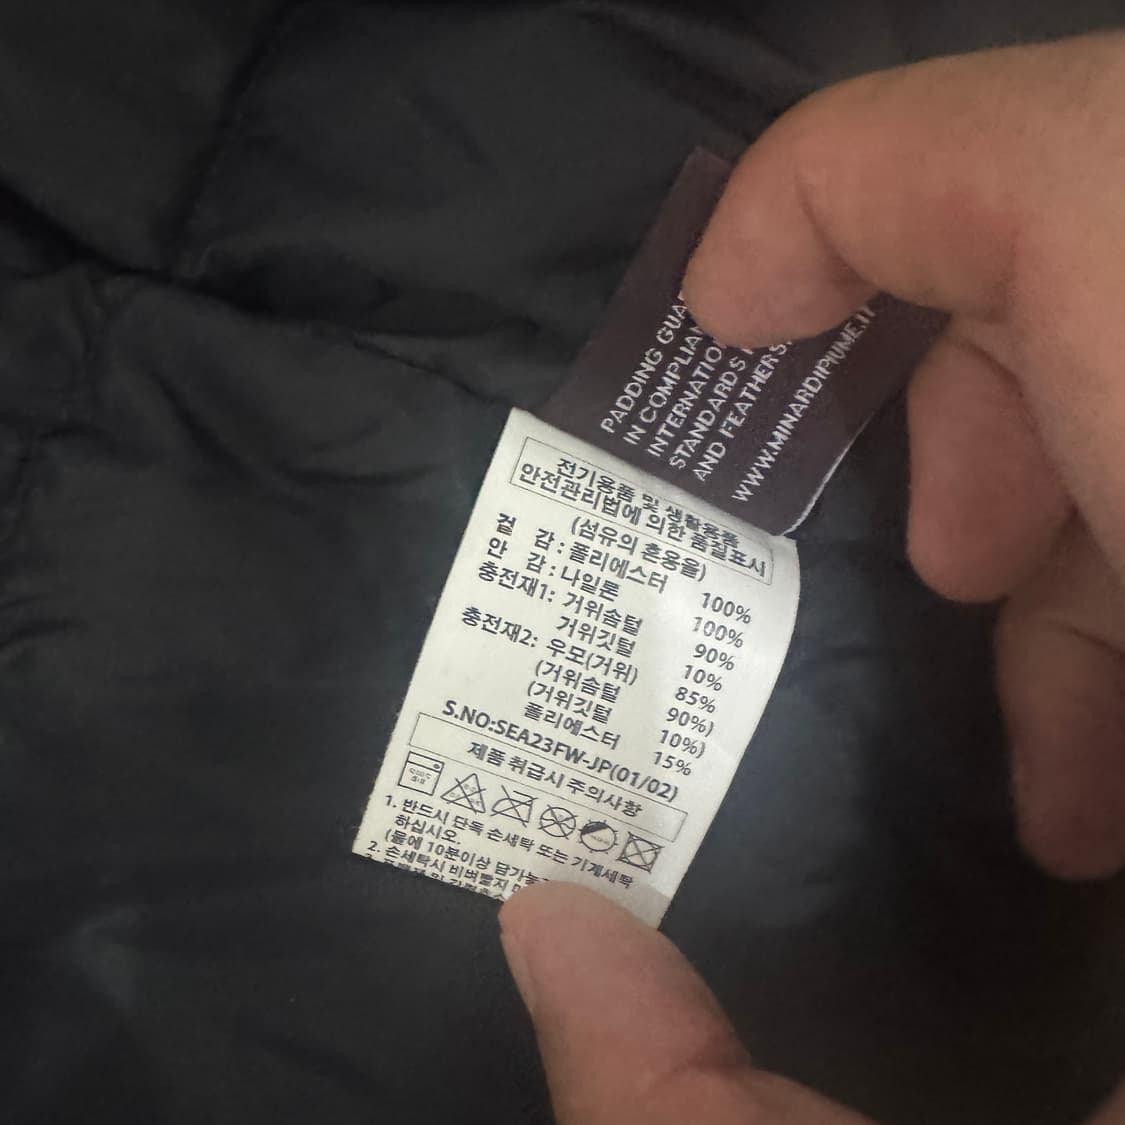 PADDING GUA
IN COMPLIAN
INTERNATIO
STANDARDS
AND FEATHERS
WWW.MINARDIPIUME.IT
전기용품 및 생활용품
안전관리법에 의한 품질표시
(섬유의 혼용율)
겉 감 : 폴리에스터 100%
안 감 : 나일론 100%
충전재1: 거위솜털 90%
거위깃털 10%
충전재2: 우모(거위) 85%
(거위솜털 90%)
(거위깃털 10%)
폴리에스터 15%
S.NO:SEA23FW-JP(01/02)
제품 취급시 주의사항
1. 반드시 단독 손세탁 또는 기계세탁
하십시오.
(물에 10분이상 담가놓
2. 손세탁시 비벼빨지